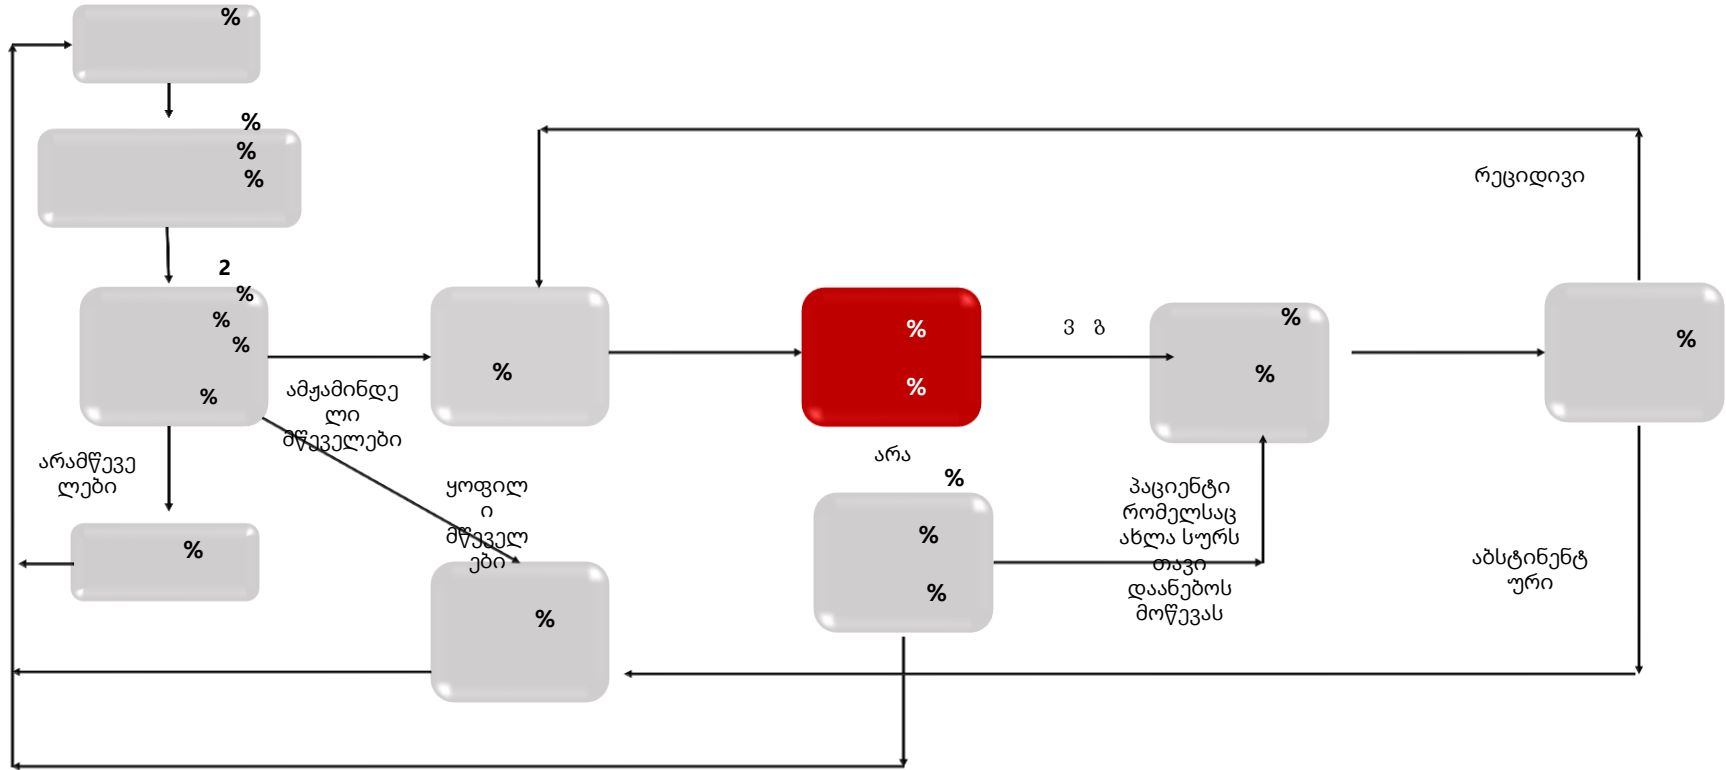 %
%
%
%
რეციდივი
2
%
%
%
%
%
%
%
ვ გ
%
%
%
ამჟამინდე
ლი
მწეველები
არამწევე
ლები
არა
%
%
%
ყოფილ
ი
მწეველ
ები
პაციენტი
რომელსაც
ახლა სურს
თავი
დაანებოს
მოწევას
აბსტინენტ
ური
%
%